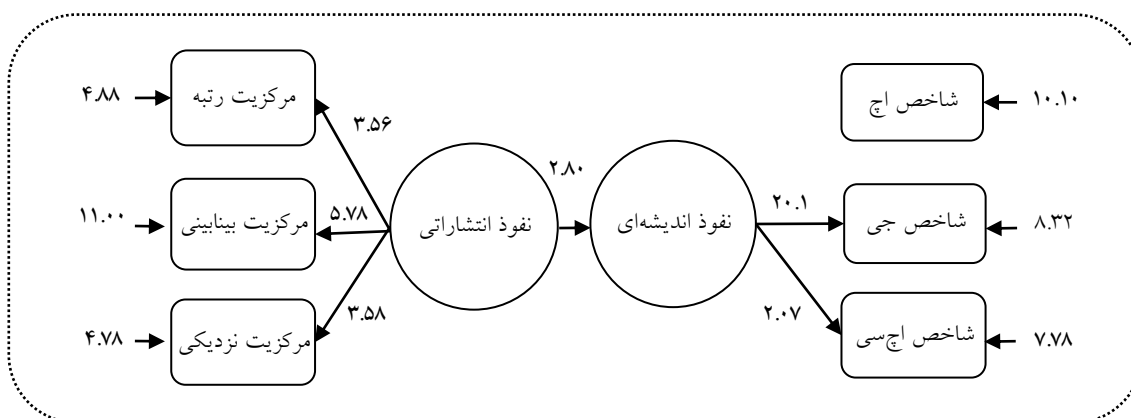 شاخص اچ
۱۰.۱۰
مرکزیت رتبه
۴.۸۸
۳.۵۶
۲.۸۰
نفوذ اندیشه‌ای
نفوذ انتشاراتی
۲۰.۱
شاخص جی
۸.۳۲
۵.۷۸
مرکزیت بینابینی
۱۱.۰۰
۲.۰۷
شاخص اچ‌سی
۷.۷۸
۳.۵۸
مرکزیت نزدیکی
۴.۷۸